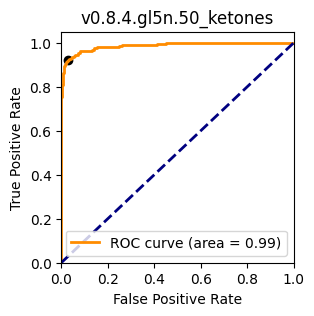 v0.8.4.gl5n.50_ketones
True Positive Rate
1.0
0.8
0.6
0.4
0.2
0.0
ROC curve (area = 0.99)
0.0 0.2 0.4 0.6 0.8 1.0
False Positive Rate